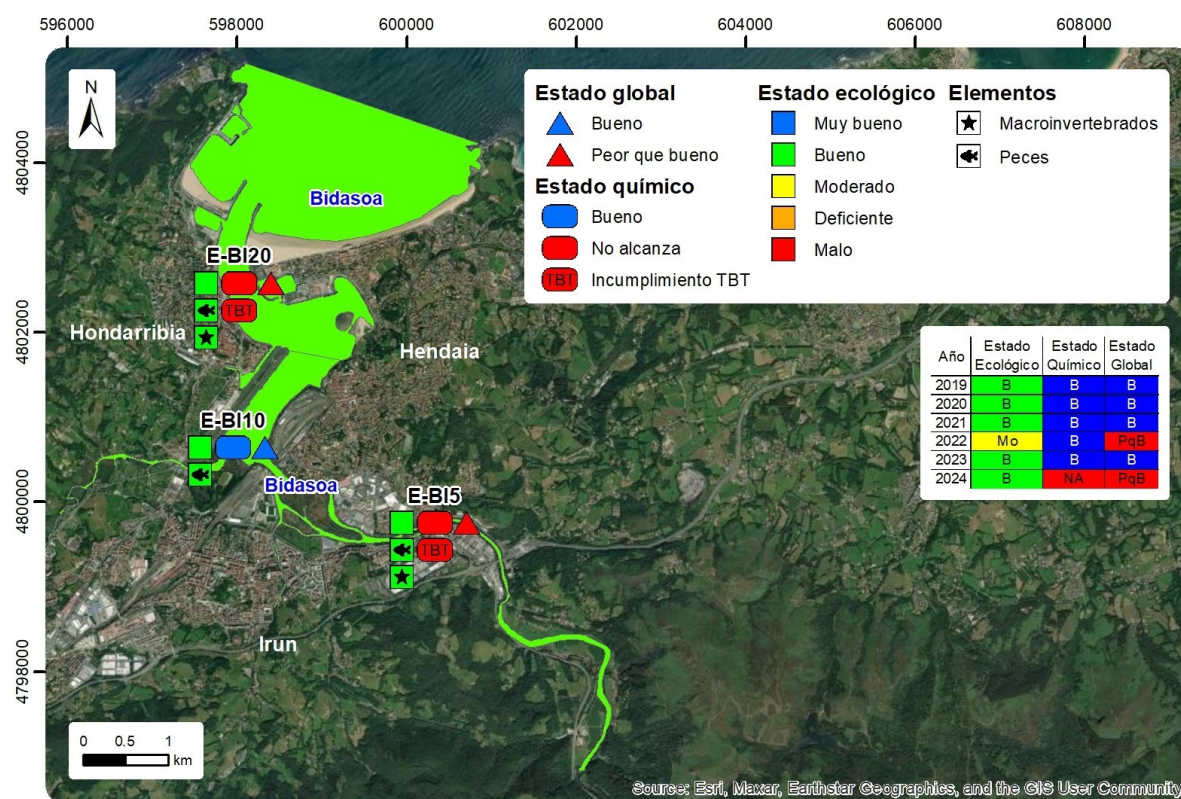 596000 598000 600000 602000 604000 606000 608000
4804000
4802000
4800000
4798000
N
Estado global
Bueno
Peor que bueno
Estado químico
Bueno
No alcanza
TBT Incumplimiento TBT
Estado ecológico
Muy bueno
Bueno
Moderado
Deficiente
Malo
Elementos
Macroinvertebrados
Peces
Bidasoa
E-BI20
TBT
Hondarribia
Hendaia
E-BI10
Bidasoa
E-BI5
TBT
Irun
Año Estado Ecológico Estado Químico Estado Global
2019 B B B
2020 B B B
2021 B B B
2022 Mo B PqB
2023 B B B
2024 B NA PqB
0 0.5 1
km
Source: Esri, Maxar, Earthstar Geographics, and the GIS User Community